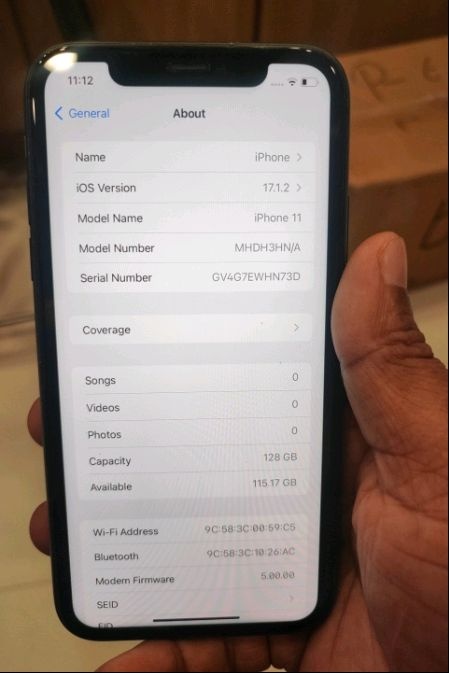 11:12
General About
Name iPhone
iOS Version 17.1.2
Model Name iPhone 11
Model Number MHDH3HN/A
Serial Number GV4G7EWHN73D
Coverage
Songs 0
Videos 0
Photos 0
Capacity 128 GB
Available 115.17 GB
Wi-Fi Address 9C:58:3C:00:59:C5
Bluetooth 9C:58:3C:10:26:AC
Modem Firmware 5.00.00
SEID
EID